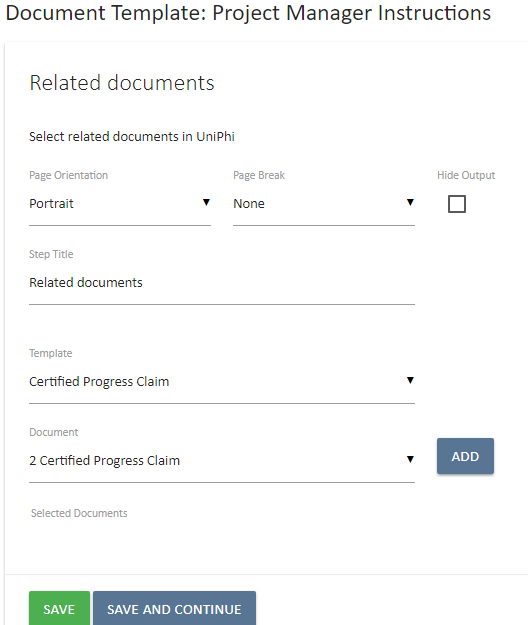 Document Template: Project Manager Instructions
Related documents
Select related documents in UniPhi
Page Orientation Page Break Hide Output
Portrait None
Step Title
Related documents
Template
Certified Progress Claim
Document
2 Certified Progress Claim ADD
Selected Documents
SAVE SAVE AND CONTINUE